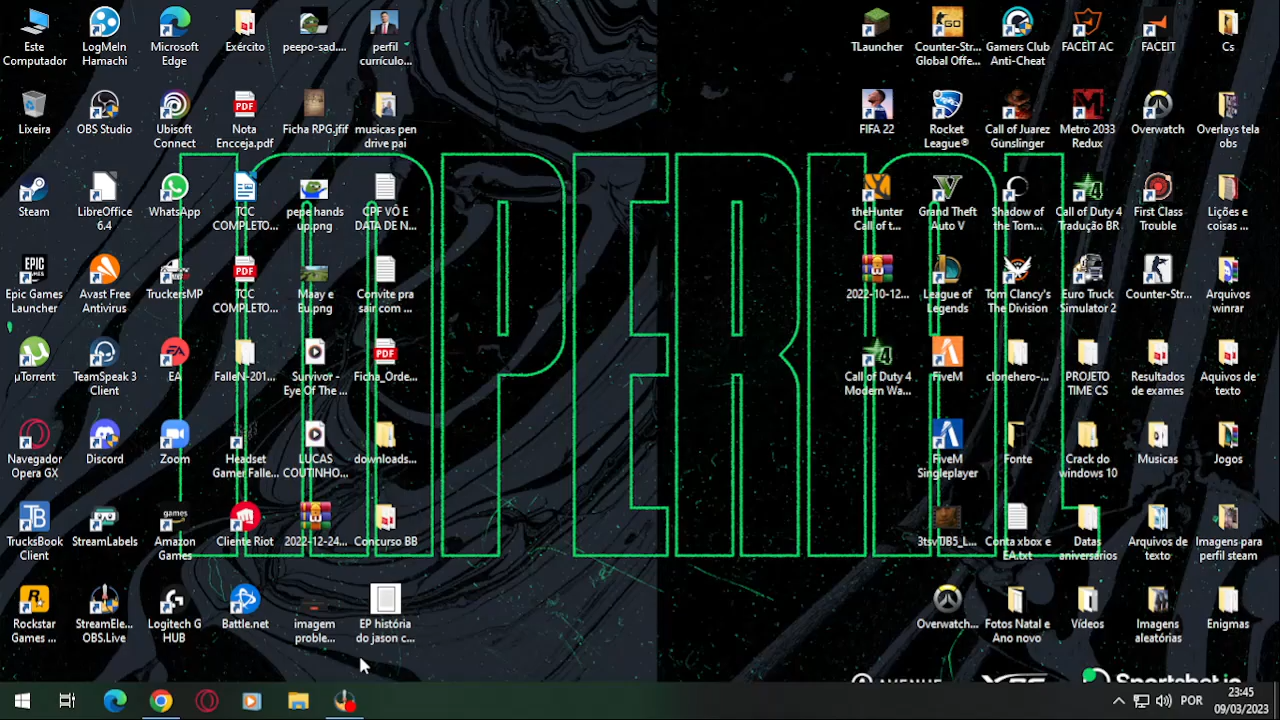 Este
Computador
LogMeIn
Hamachi
Microsoft
Edge
Exército
peepo-sad....
perfil
currículo...
TLauncher
Counter-Str...
Global Offe...
Gamers Club
Anti-Cheat
FACEIT AC
FACEIT
Cs
Lixeira
OBS Studio
Ubisoft
Connect
Nota
Encceja.pdf
Ficha RPG.jfif
musicas pen
drive pai
FIFA 22
Rocket
League®
Call of Juarez
Gunslinger
Metro 2033
Redux
Overwatch
Overlays tela
obs
IMPERIAL
Steam
LibreOffice
6.4
WhatsApp
TCC
COMPLETO...
pepe hands
up.png
CPF VÓ E
DATA DE N...
theHunter
Call of t...
Grand Theft
Auto V
Shadow of
the Tom...
Call of Duty 4
Tradução BR
First Class
Trouble
Lições e
coisas ...
Epic Games
Launcher
Avast Free
Antivirus
TruckersMP
TCC
COMPLETO...
Maay e
Eu.png
Convite pra
sair com ...
2022-10-12...
League of
Legends
Tom Clancy's
The Division
Euro Truck
Simulator 2
Counter-Str...
Arquivos
winrar
µTorrent
TeamSpeak 3
Client
EA
FalleN-201...
Survivor -
Eye Of The ...
Ficha_Orde...
Call of Duty 4
Modern Wa...
FiveM
clonehero-...
PROJETO
TIME CS
Resultados
de exames
Aquivos de
texto
Navegador
Opera GX
Discord
Zoom
Headset
Gamer Falle...
LUCAS
COUTINHO...
downloads...
FiveM
Singleplayer
Fonte
Crack do
windows 10
Musicas
Jogos
TrucksBook
Client
StreamLabels
Amazon
Games
Cliente Riot
2022-12-24...
Concurso BB
Conta xbox e
EA.txt
Datas
aniversários
Arquivos de
texto
Imagens para
perfil steam
Rockstar
Games ...
StreamEle...
OBS.Live
Logitech G
HUB
Battle.net
imagem
proble...
EP história
do jason c...
Overwatch...
Fotos Natal e
Ano novo
Vídeos
Imagens
aleatórias
Enigmas
POR
23:45
09/03/2023